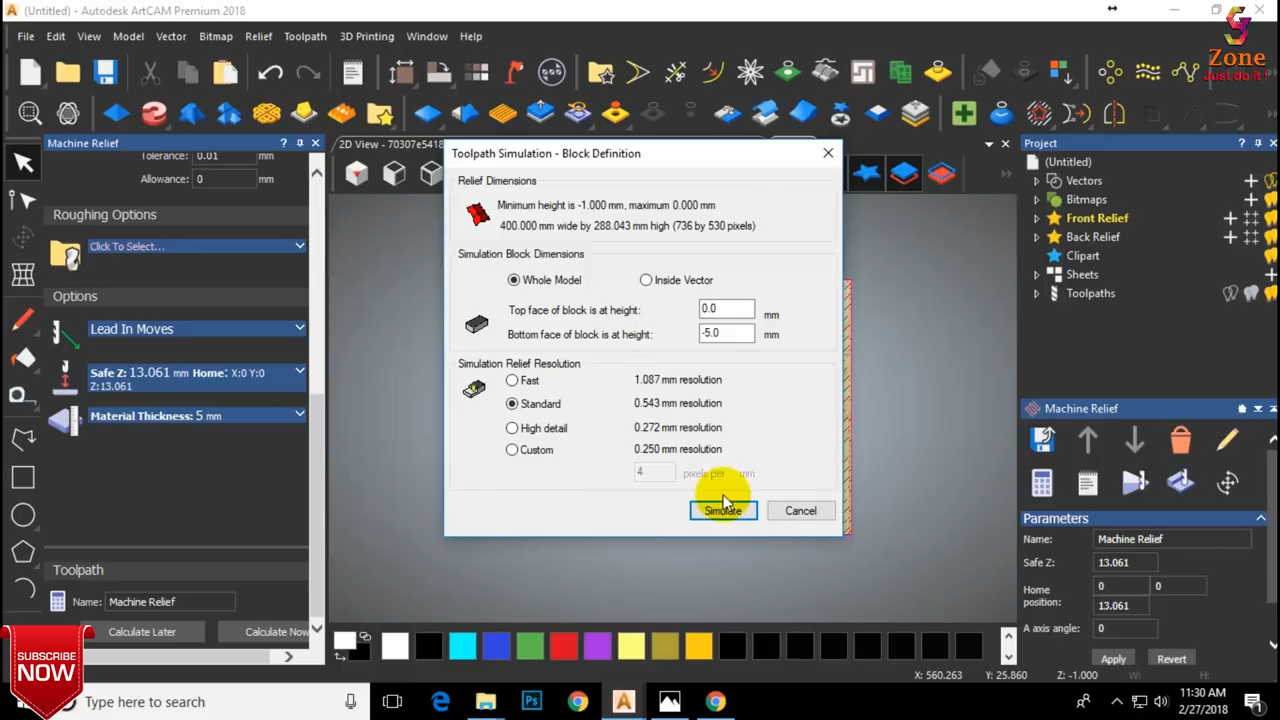 (Untitled) - Autodesk ArtCAM Premium 2018
File Edit View Model Vector Bitmap Relief Toolpath 3D Printing Window Help
Zone
Just do it !
Machine Relief
Tolerance: 0.01 mm
Allowance: 0 mm
Roughing Options
Click To Select...
Options
Lead In Moves
Safe Z: 13.061 mm Home: X:0 Y:0
Z:13.061
Material Thickness: 5 mm
Toolpath
Name: Machine Relief
Calculate Later Calculate Now
SUBSCRIBE
NOW
2D View - 70307e5418
Toolpath Simulation - Block Definition
Relief Dimensions
Minimum height is -1.000 mm, maximum 0.000 mm
400.000 mm wide by 288.043 mm high (736 by 530 pixels)
Simulation Block Dimensions
Whole Model Inside Vector
Top face of block is at height: 0.0 mm
Bottom face of block is at height: -5.0 mm
Simulation Relief Resolution
Fast 1.087 mm resolution
Standard 0.543 mm resolution
High detail 0.272 mm resolution
Custom 0.250 mm resolution
4 pixels per mm
Simulate Cancel
Project
(Untitled)
Vectors
Bitmaps
Front Relief
Back Relief
Clipart
Sheets
Toolpaths
Machine Relief
Parameters
Name: Machine Relief
Safe Z: 13.061
Home position: 0 0
13.061
A axis angle: 0
Apply Revert
X: 560.263 Y: 25.860 Z: -1.000 W: H:
Type here to search
11:30 AM
2/27/2018